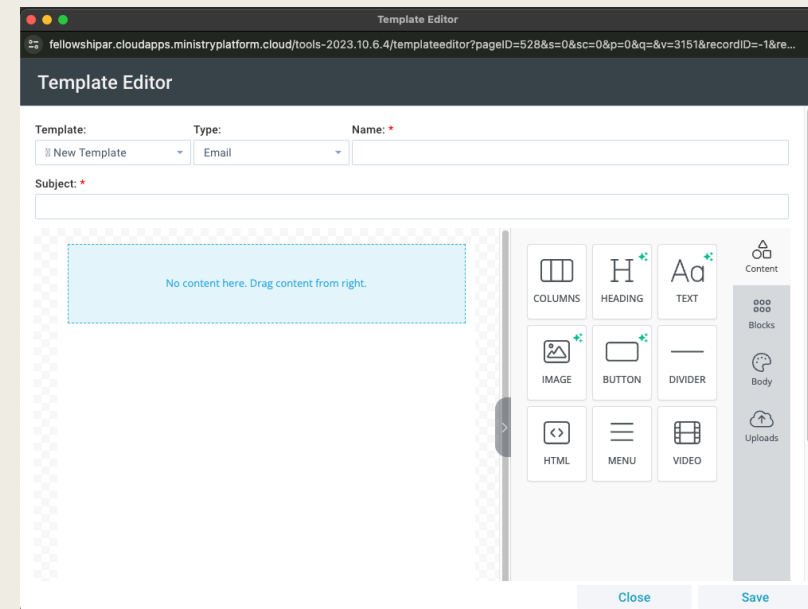 Template Editor
fellowshipar.cloudapps.ministryplatform.cloud/tools-2023.10.6.4/templateeditor?pageID=528&s=0&sc=0&p=0&q=&v=3151&recordID=-1&re...
Template Editor
Template: Type: Name: *
New Template Email
Subject: *
No content here. Drag content from right.
COLUMNS HEADING TEXT
IMAGE BUTTON DIVIDER
HTML MENU VIDEO
Content
Blocks
Body
Uploads
Close Save